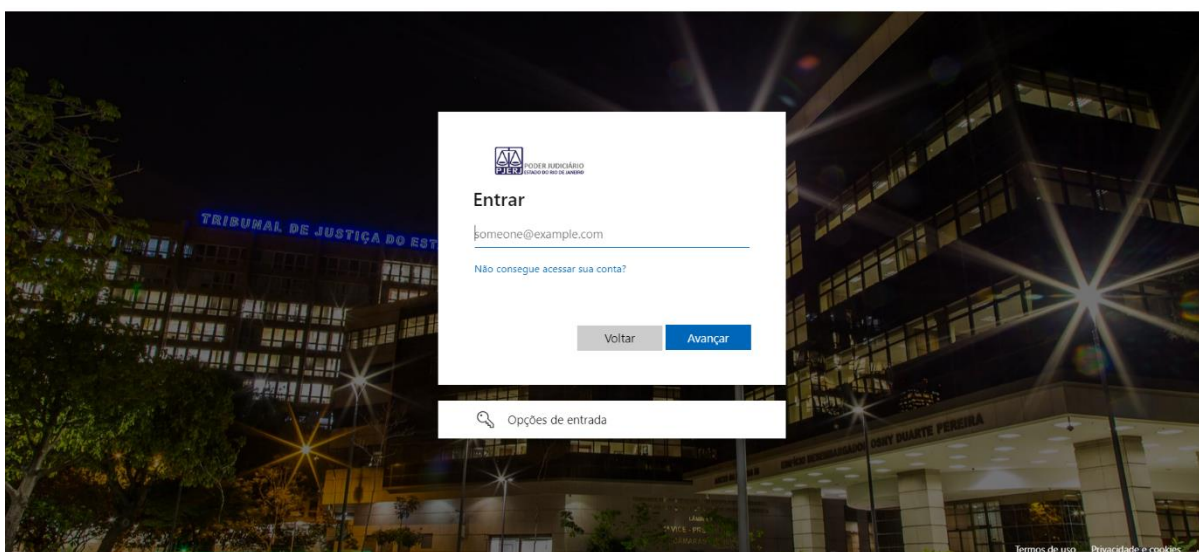 TRIBUNAL DE JUSTIÇA DO EST
PJERJ
PODER JUDICIÁRIO
ESTADO DO RIO DE JANEIRO
Entrar
someone@example.com
Não consegue acessar sua conta?
Voltar
Avançar
Opções de entrada
DESEMBARGADOR OSNY DUARTE PEREIRA
Termos de uso
Privacidade e cookies